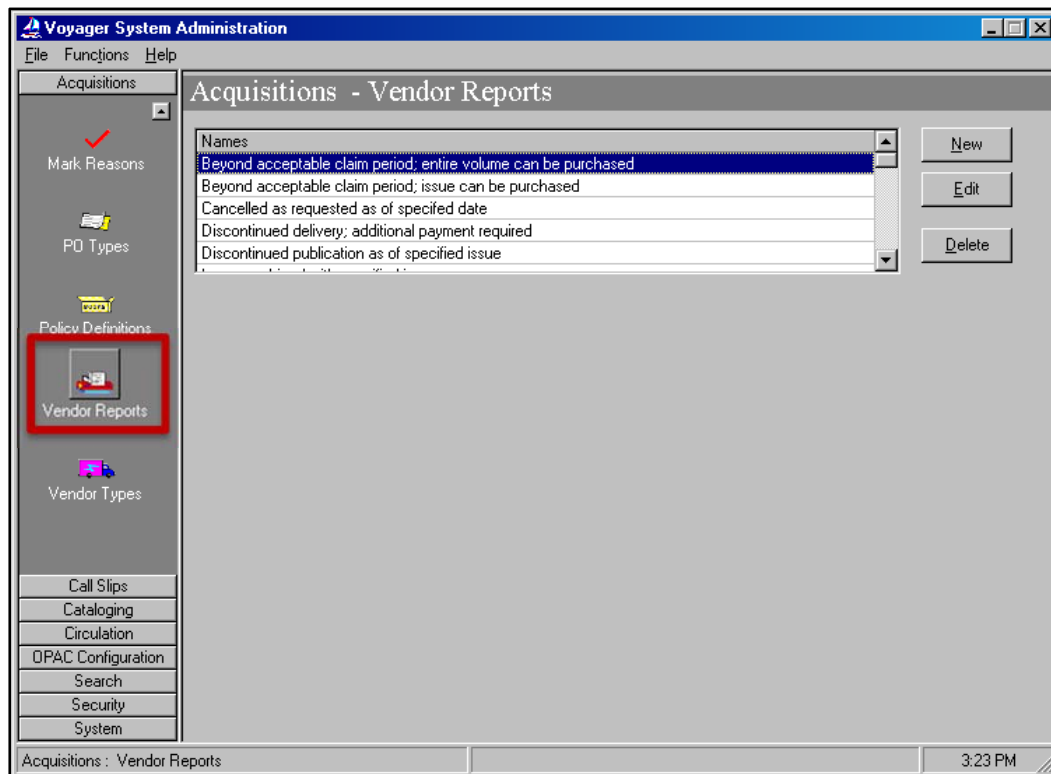 Voyager System Administration
File Functions Help
Acquisitions
Mark Reasons
PO Types
Policy Definitions
Vendor Reports
Vendor Types
Call Slips
Cataloging
Circulation
OPAC Configuration
Search
Security
System
Acquisitions - Vendor Reports
Names
Beyond acceptable claim period; entire volume can be purchased
Beyond acceptable claim period; issue can be purchased
Cancelled as requested as of specifed date
Discontinued delivery; additional payment required
Discontinued publication as of specified issue
New
Edit
Delete
Acquisitions : Vendor Reports
3:23 PM